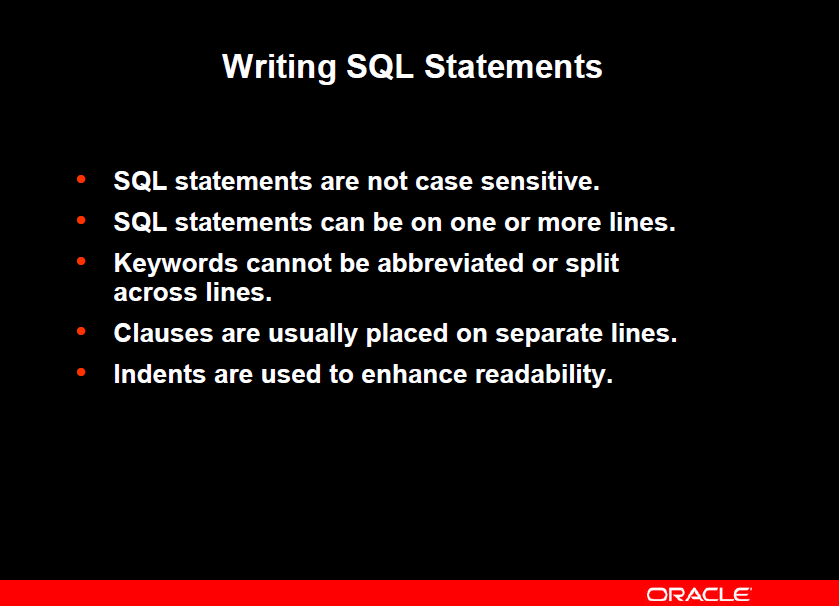 Writing SQL Statements
• SQL statements are not case sensitive.
• SQL statements can be on one or more lines.
• Keywords cannot be abbreviated or split
across lines.
• Clauses are usually placed on separate lines.
• Indents are used to enhance readability.
ORACLE